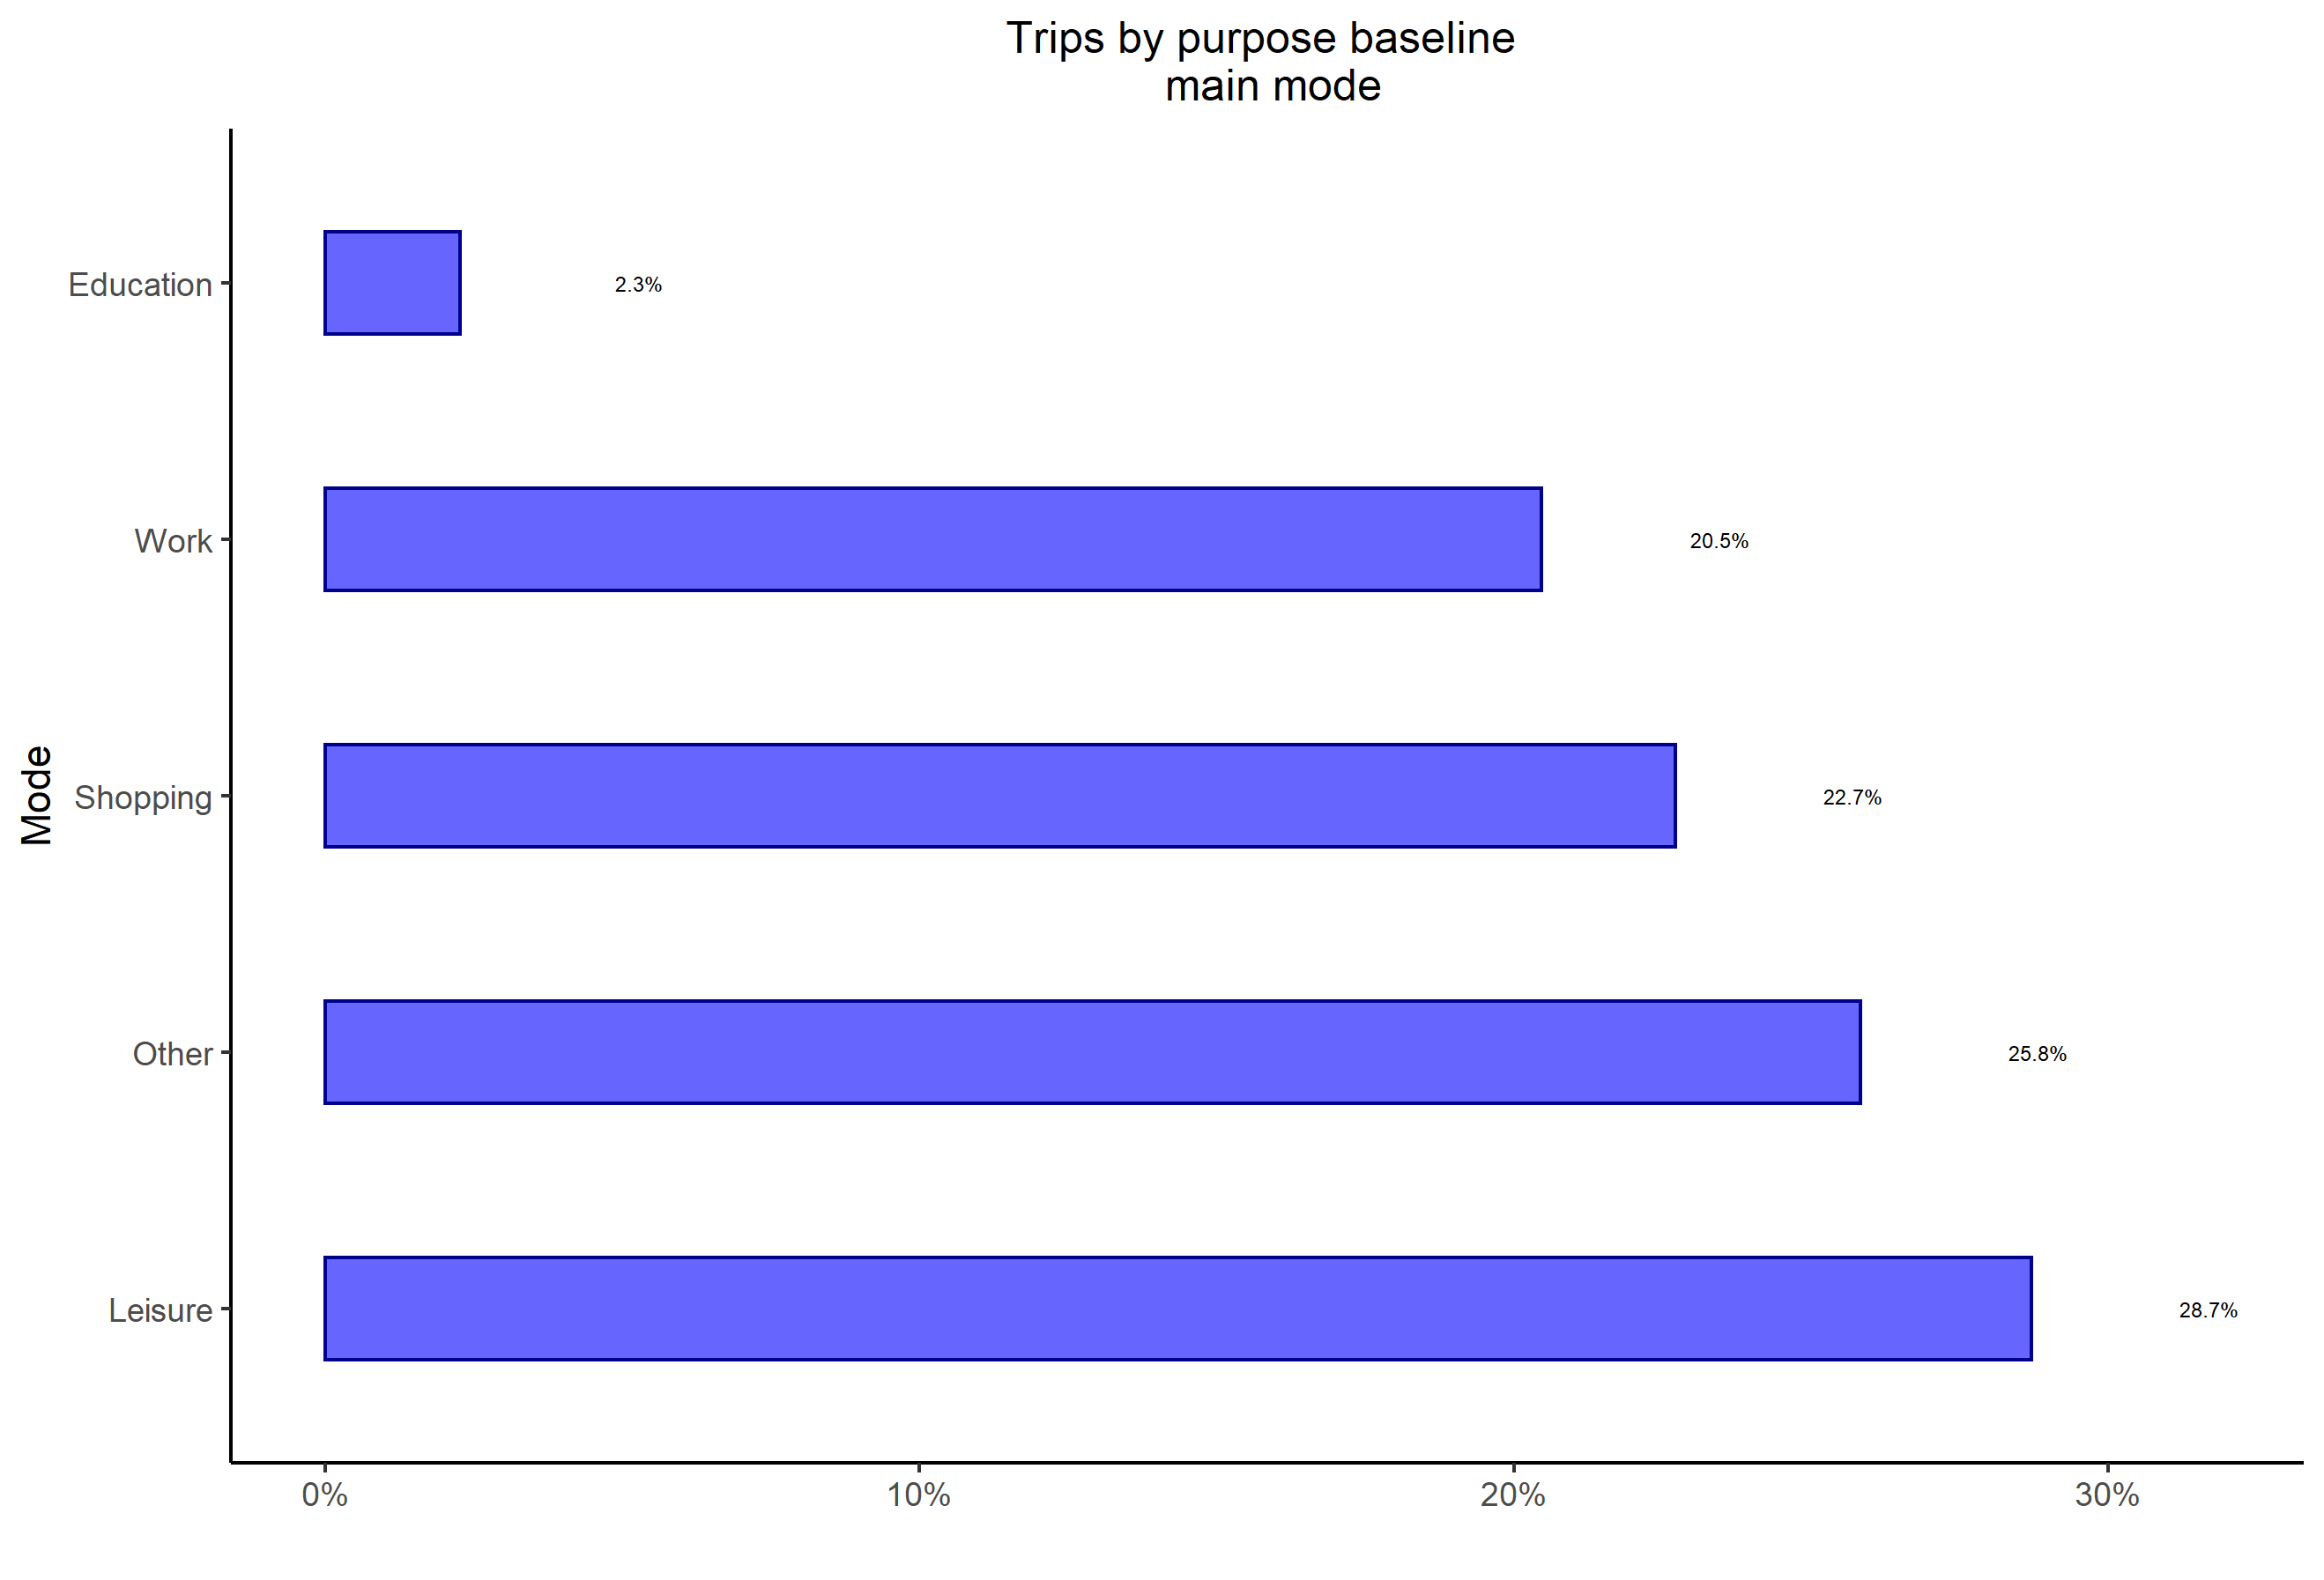 Trips by purpose baseline
main mode
Education
2.3%
Work
20.5%
Shopping
22.7%
Other
25.8%
Leisure
28.7%
Mode
0% 10% 20% 30%